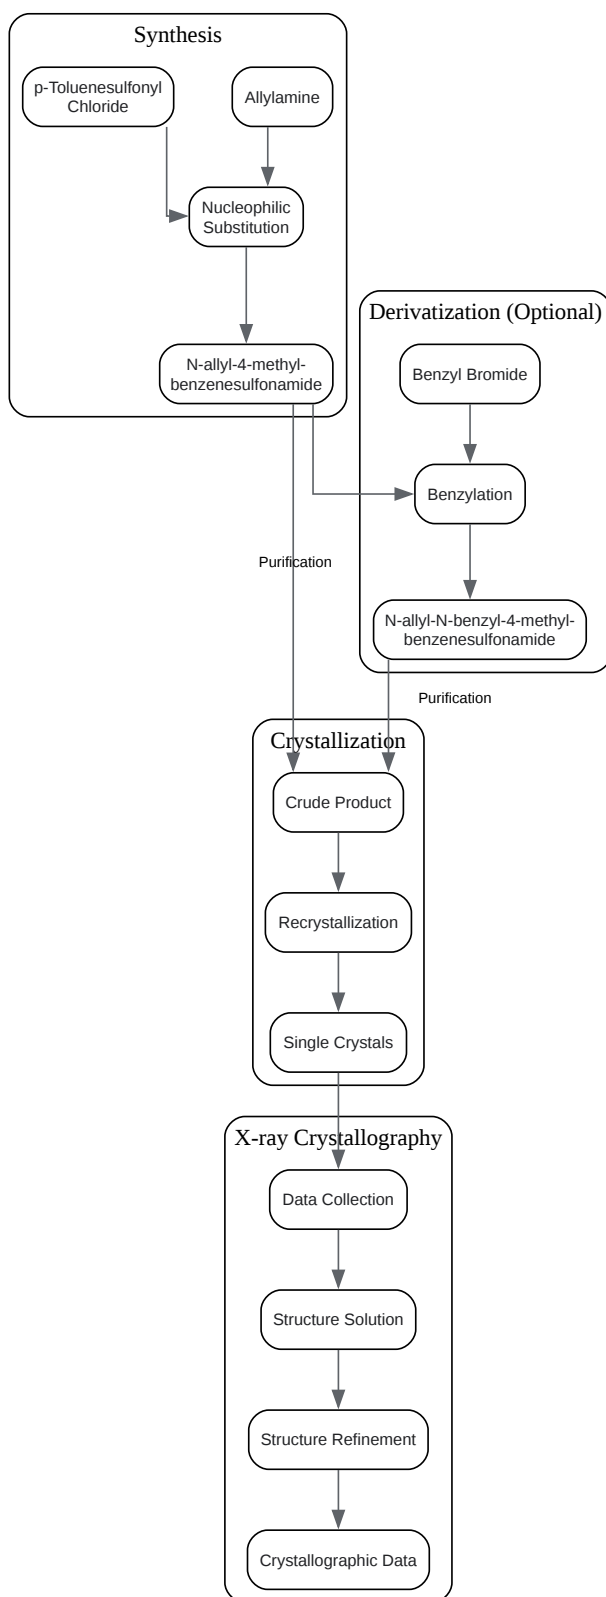 Synthesis
p-Toluenesulfonyl
Chloride
Allylamine
Nucleophilic
Substitution
N-allyl-4-methyl-
benzenesulfonamide
Derivatization (Optional)
Benzyl Bromide
Benzylation
Purification
N-allyl-N-benzyl-4-methyl-
benzenesulfonamide
Purification
Crystallization
Crude Product
Recrystallization
Single Crystals
X-ray Crystallography
Data Collection
Structure Solution
Structure Refinement
Crystallographic Data